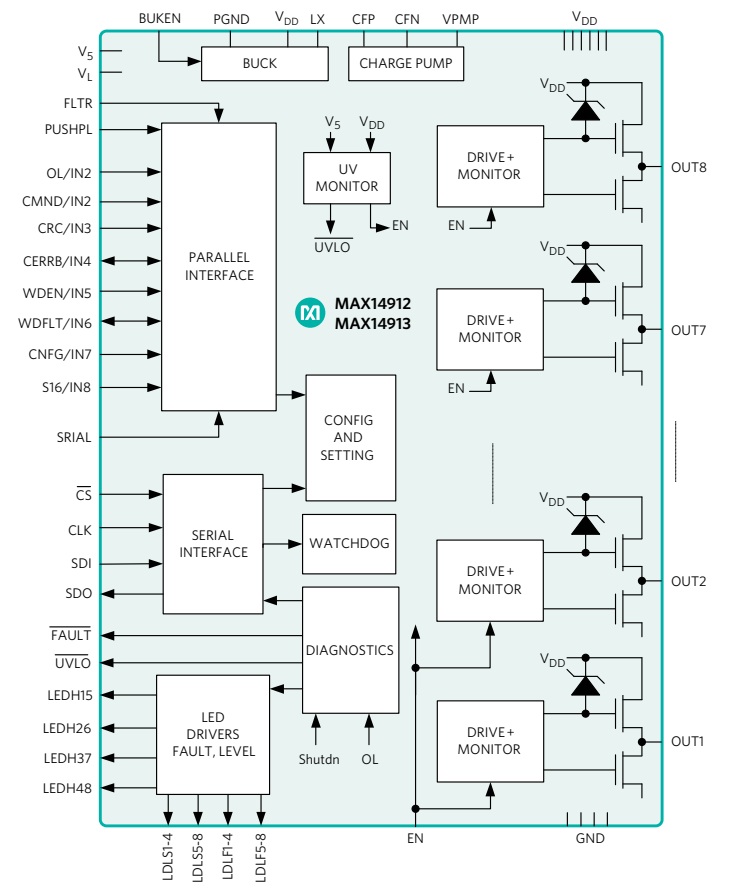 BUKEN PGND VDD LX CFP CFN VPMP VDD
V5
VL
BUCK
CHARGE PUMP
FLTR
PUSHPL
OL/IN2
CMND/IN2
CRC/IN3
CERRB/IN4
WDEN/IN5
WDFLT/IN6
CNFG/IN7
S16/IN8
SRIAL
PARALLEL
INTERFACE
V5 VDD
UV
MONITOR
UVLO
EN
MAX14912
MAX14913
CONFIG
AND
SETTING
CS
CLK
SDI
SDO
SERIAL
INTERFACE
WATCHDOG
FAULT
UVLO
DIAGNOSTICS
Shutdn OL
LEDH15
LEDH26
LEDH37
LEDH48
LED
DRIVERS
FAULT, LEVEL
LDLS1-4
LDLS5-8
LDLF1-4
LDLF5-8
VDD
DRIVE+
MONITOR
EN
OUT8
VDD
DRIVE+
MONITOR
EN
OUT7
VDD
DRIVE+
MONITOR
OUT2
VDD
DRIVE+
MONITOR
OUT1
EN
GND